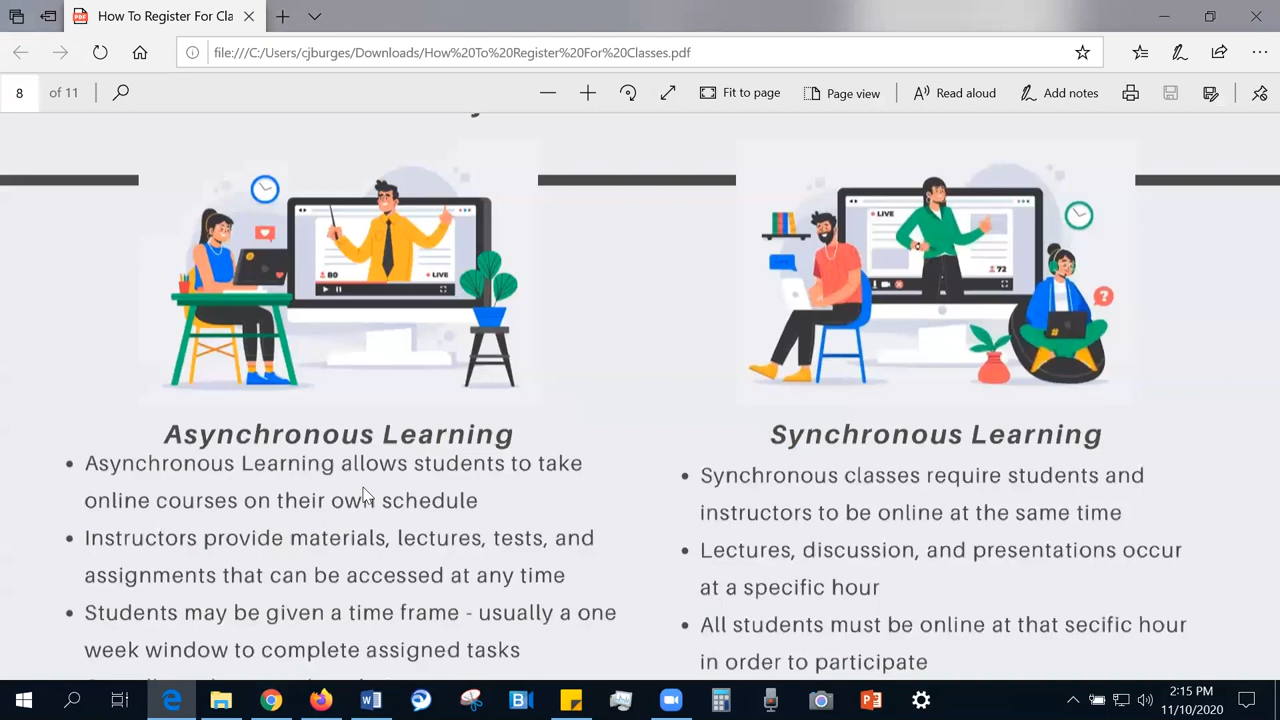 How To Register For Cla
file:///C:/Users/cjburges/Downloads/How%20To%20Register%20For%20Classes.pdf
8 of 11
Fit to page
Page view
Read aloud
Add notes
80
LIVE
LIVE
72
Asynchronous Learning
Asynchronous Learning allows students to take
online courses on their own schedule
Instructors provide materials, lectures, tests, and
assignments that can be accessed at any time
Students may be given a time frame - usually a one
week window to complete assigned tasks
Synchronous Learning
Synchronous classes require students and
instructors to be online at the same time
Lectures, discussion, and presentations occur
at a specific hour
All students must be online at that secific hour
in order to participate
2:15 PM
11/10/2020